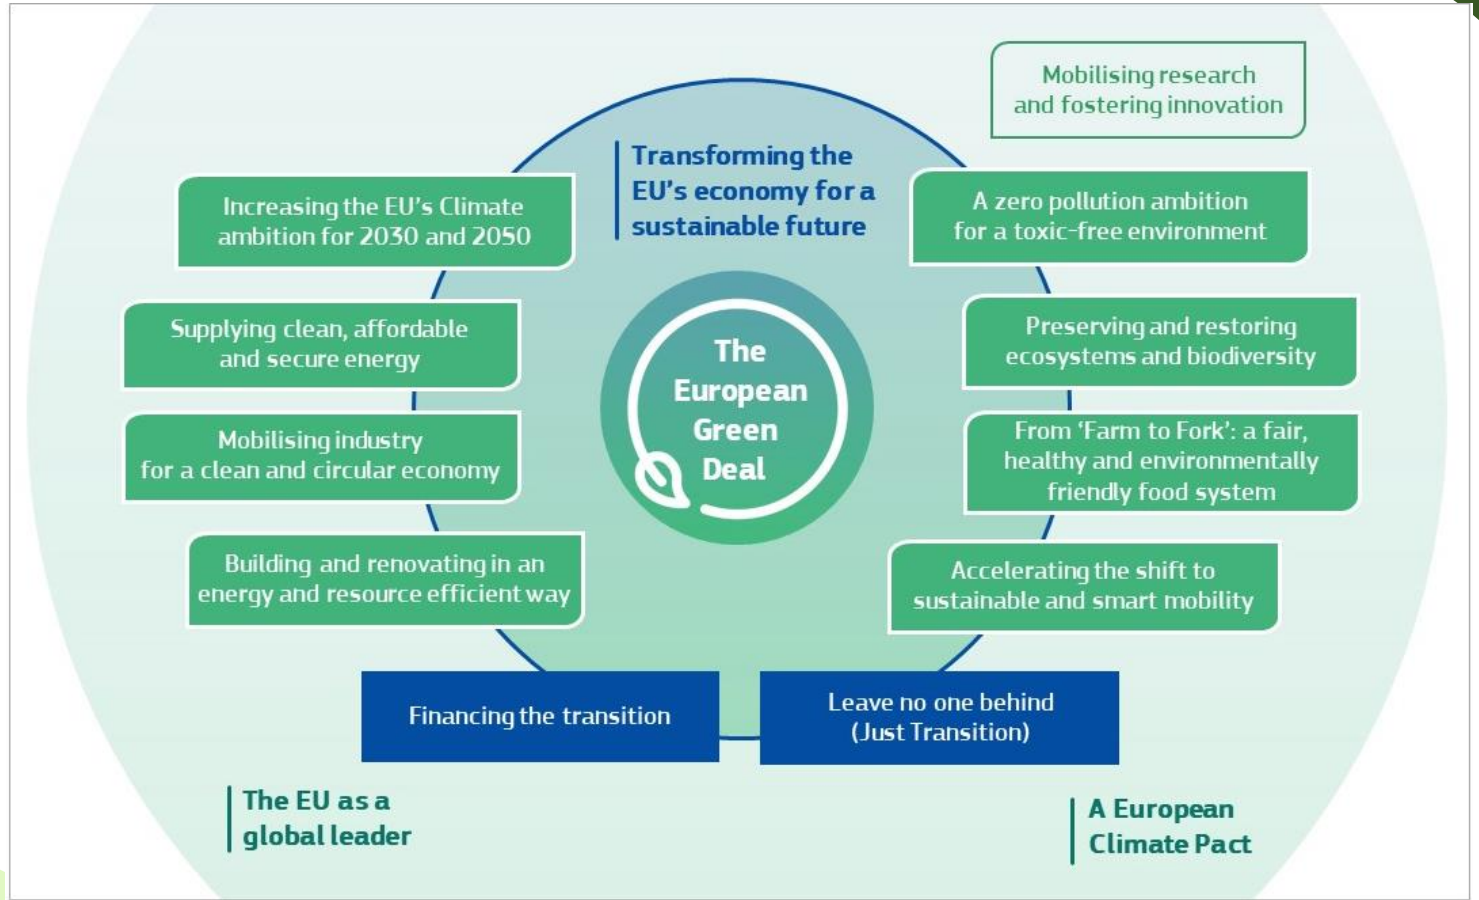 Mobilising research
and fostering innovation
Transforming the
EU's economy for a
sustainable future
Increasing the EU's Climate
ambition for 2030 and 2050
A zero pollution ambition
for a toxic-free environment
Supplying clean, affordable
and secure energy
Preserving and restoring
ecosystems and biodiversity
The
European
Green
Deal
Mobilising industry
for a clean and circular economy
From ‘Farm to Fork’: a fair,
healthy and environmentally
friendly food system
Building and renovating in an
energy and resource efficient way
Accelerating the shift to
sustainable and smart mobility
Financing the transition
Leave no one behind
(Just Transition)
The EU as a
global leader
A European
Climate Pact